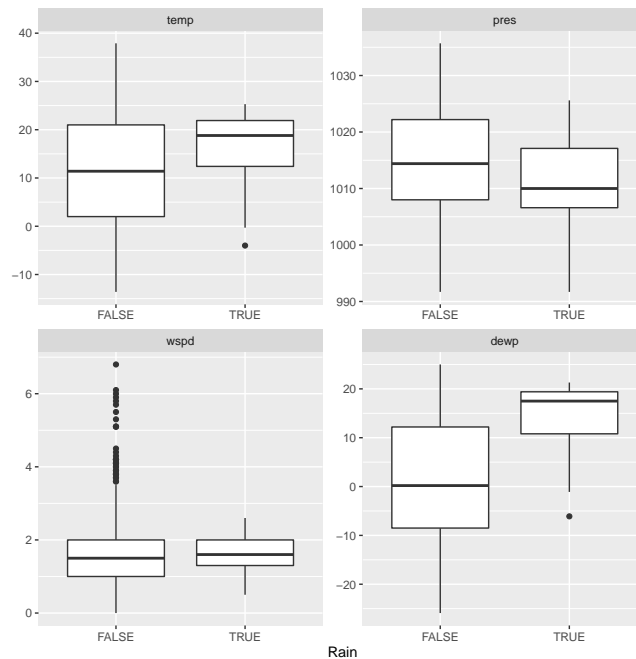 temp
pres
40
30
20
10
0
−10
1030
1020
1010
1000
990
FALSE
TRUE
FALSE
TRUE
wspd
dewp
6
4
2
0
20
10
0
−10
−20
FALSE
TRUE
FALSE
TRUE
Rain